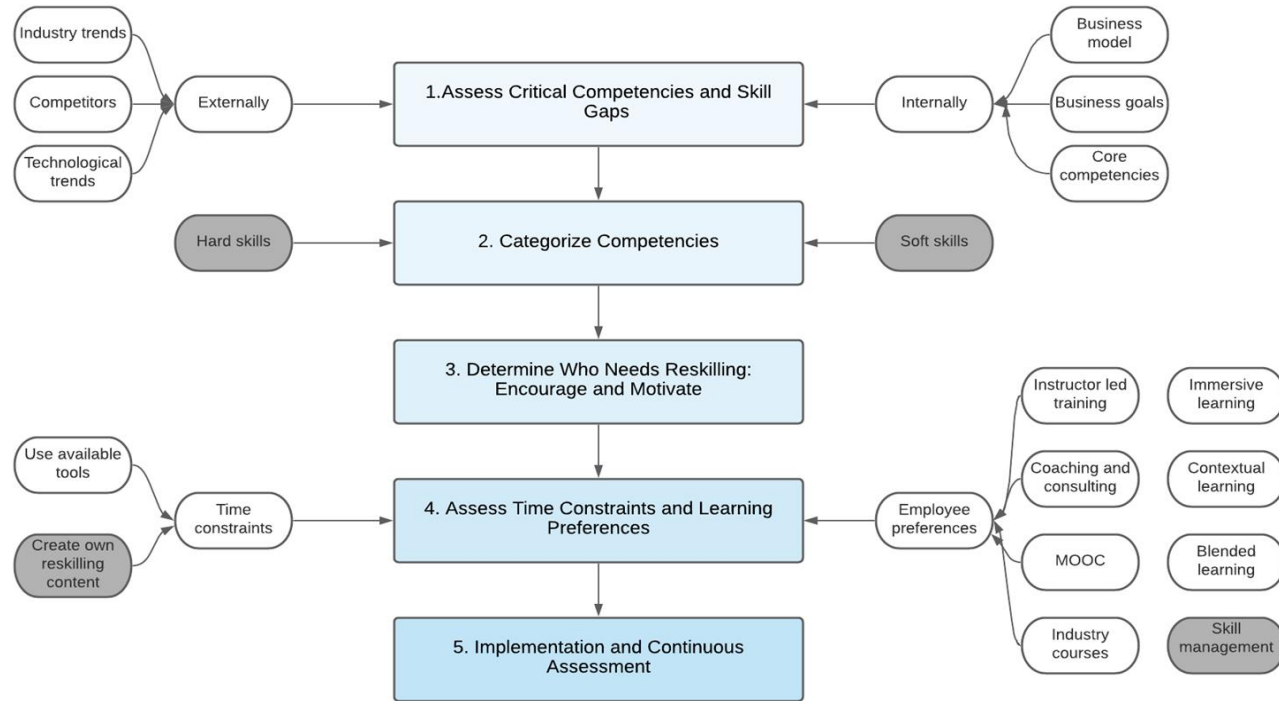 Industry trends
Competitors
Technological
trends
Externally
1.Assess Critical Competencies and Skill
Gaps
Internally
Business
model
Business goals
Core
competencies
Hard skills
2. Categorize Competencies
Soft skills
3. Determine Who Needs Reskilling:
Encourage and Motivate
Use available
tools
Create own
reskilling
content
Time
constraints
4. Assess Time Constraints and Learning
Preferences
Employee
preferences
Instructor led
training
Immersive
learning
Coaching and
consulting
Contextual
learning
MOOC
Blended
learning
Industry
courses
Skill
management
5. Implementation and Continuous
Assessment